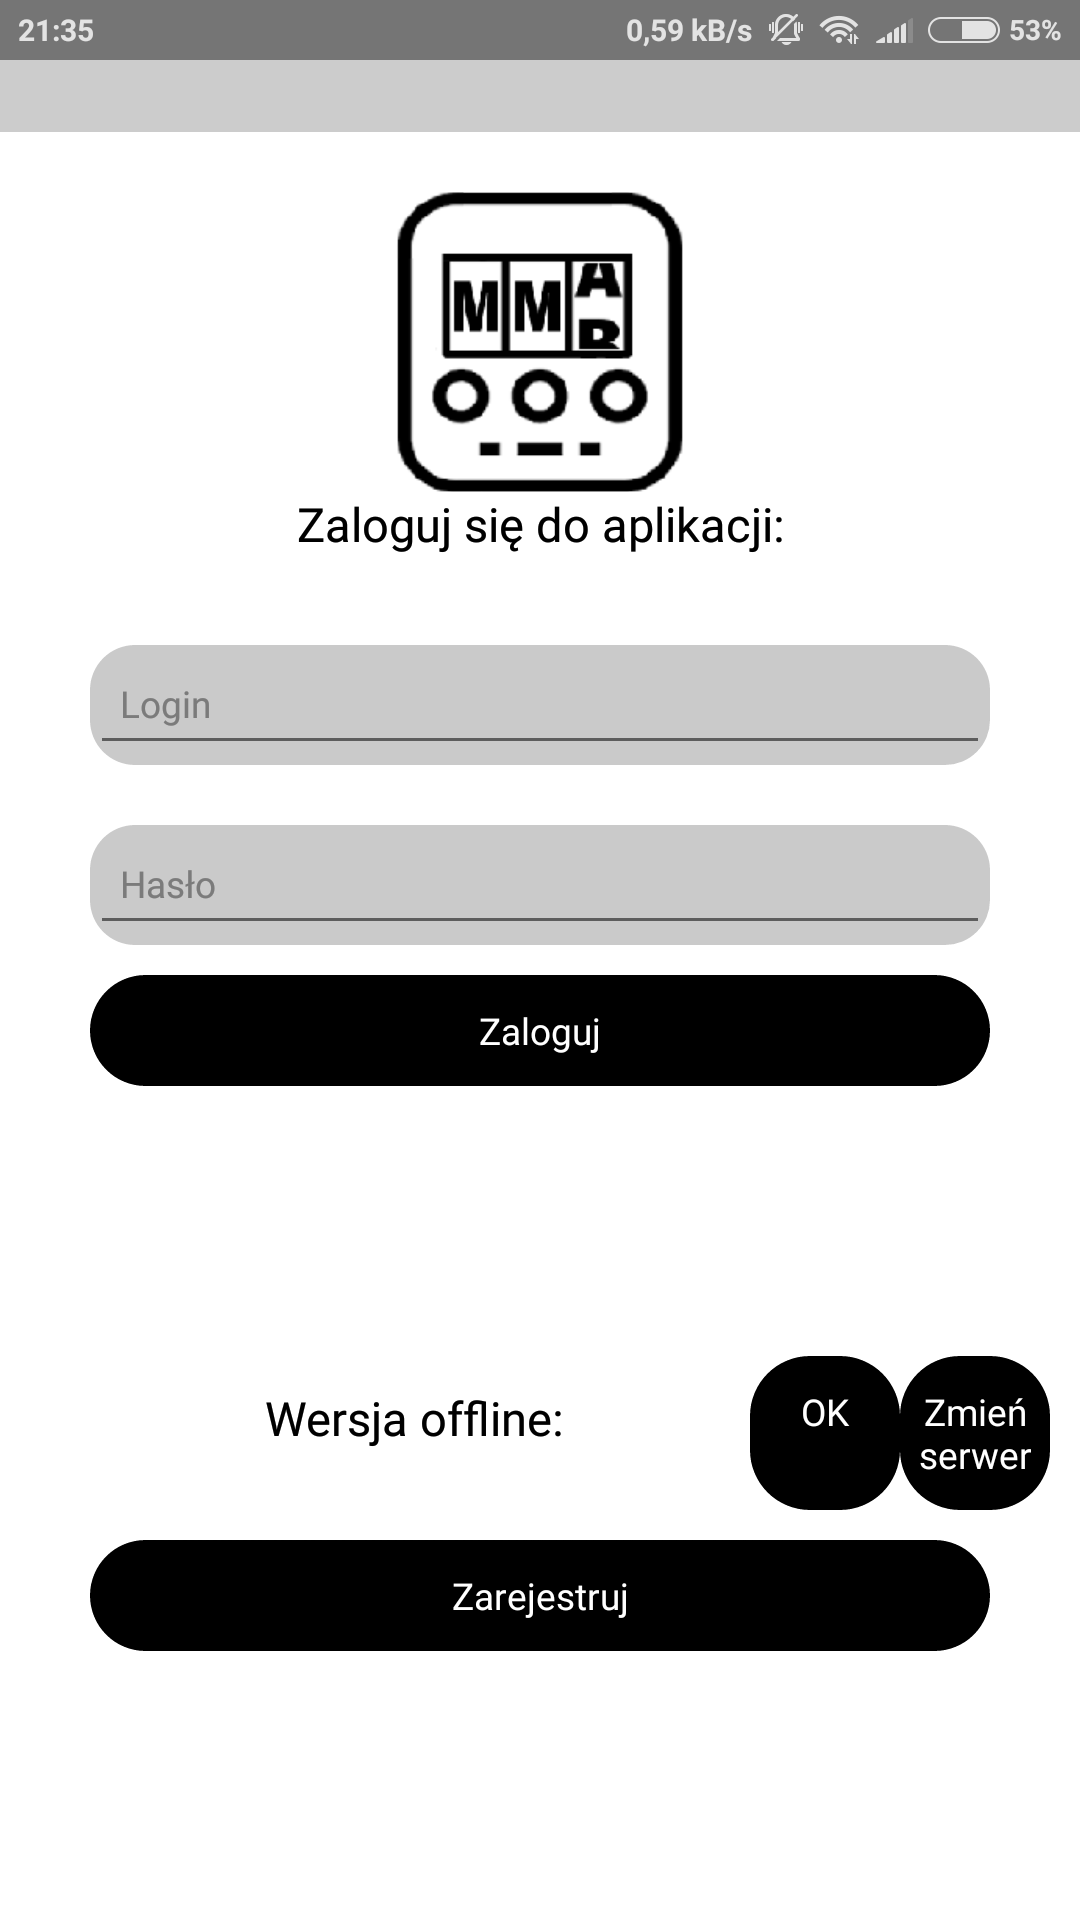 21:35 0,59 kB/s 53%
M M A
R
Zaloguj się do aplikacji:
Login
Hasło
Zaloguj
Wersja offline:
OK
Zmień
serwer
Zarejestruj